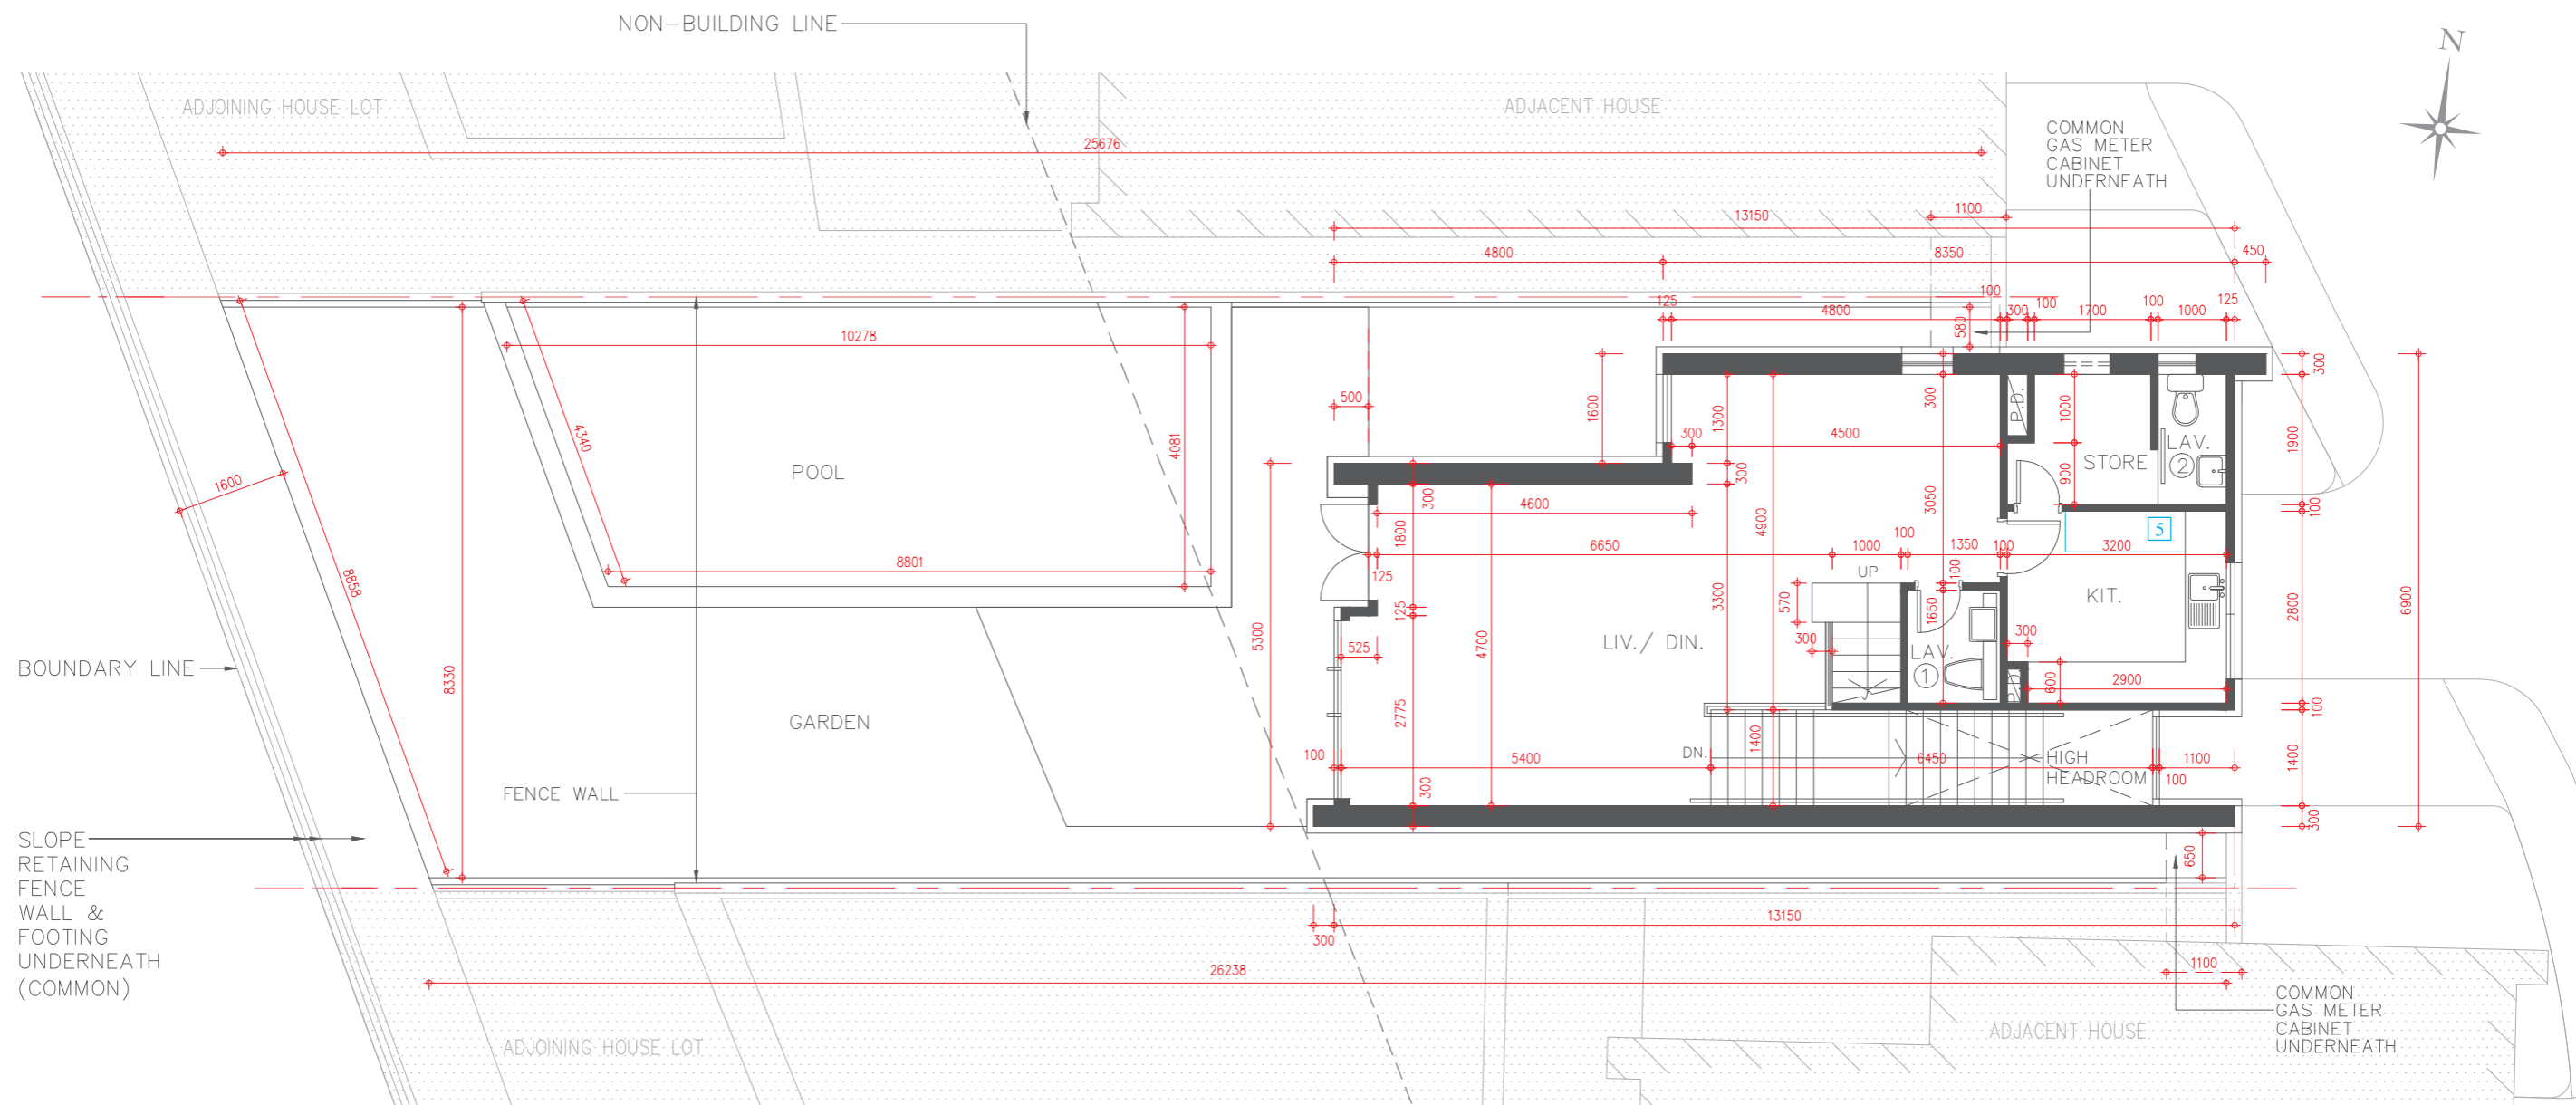 NON-BUILDING LINE
N
ADJOINING HOUSE LOT
ADJACENT HOUSE
25676
COMMON
GAS METER
CABINET
UNDERNEATH
1100
13150
4800
8350
450
125
4800
100
300
100
1700
100
1000
125
580
10278
4340
4081
POOL
8801
1600
8858
8330
500
1600
1300
300
4500
300
300
P.D.
1000
900
STORE
LAV.
2
300
1900
100
6900
300
1800
4600
4900
3050
100
5
6650
1000
1350
100
3200
125
125
UP
100
570
3300
1650
KIT.
2800
5300
4700
525
LIV./ DIN.
300
LAV.
1
300
600
2900
P.D.
100
BOUNDARY LINE
GARDEN
2775
1400
DN.
100
5400
6450
HIGH
HEADROOM
1100
100
1400
FENCE WALL
300
300
SLOPE
RETAINING
FENCE
WALL &
FOOTING
UNDERNEATH
(COMMON)
650
13150
300
26238
1100
COMMON
GAS METER
CABINET
UNDERNEATH
ADJOINING HOUSE LOT
ADJACENT HOUSE